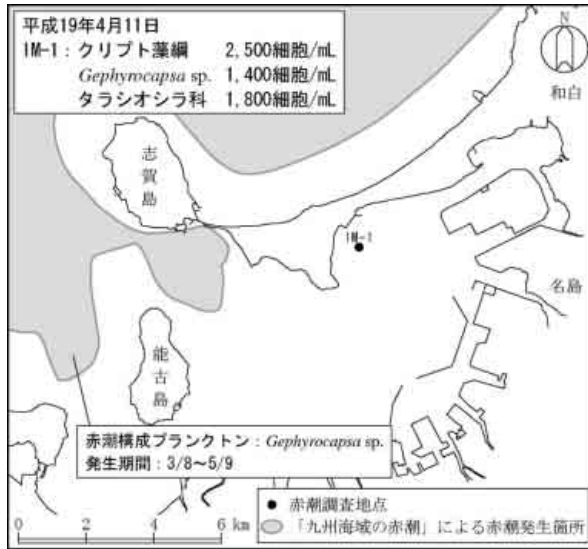 平成19年4月11日
IM-1:クリプト藻綱 2,500細胞/mL
Gephyrocapsa sp. 1,400細胞/mL
タラシオシラ科 1,800細胞/mL
N
和白
志賀島
IM-1
名島
能古島
赤潮構成プランクトン:Gephyrocapsa sp.
発生期間:3/8~5/9
● 赤潮調査地点
「九州海域の赤潮」による赤潮発生箇所
0 2 4 6 km